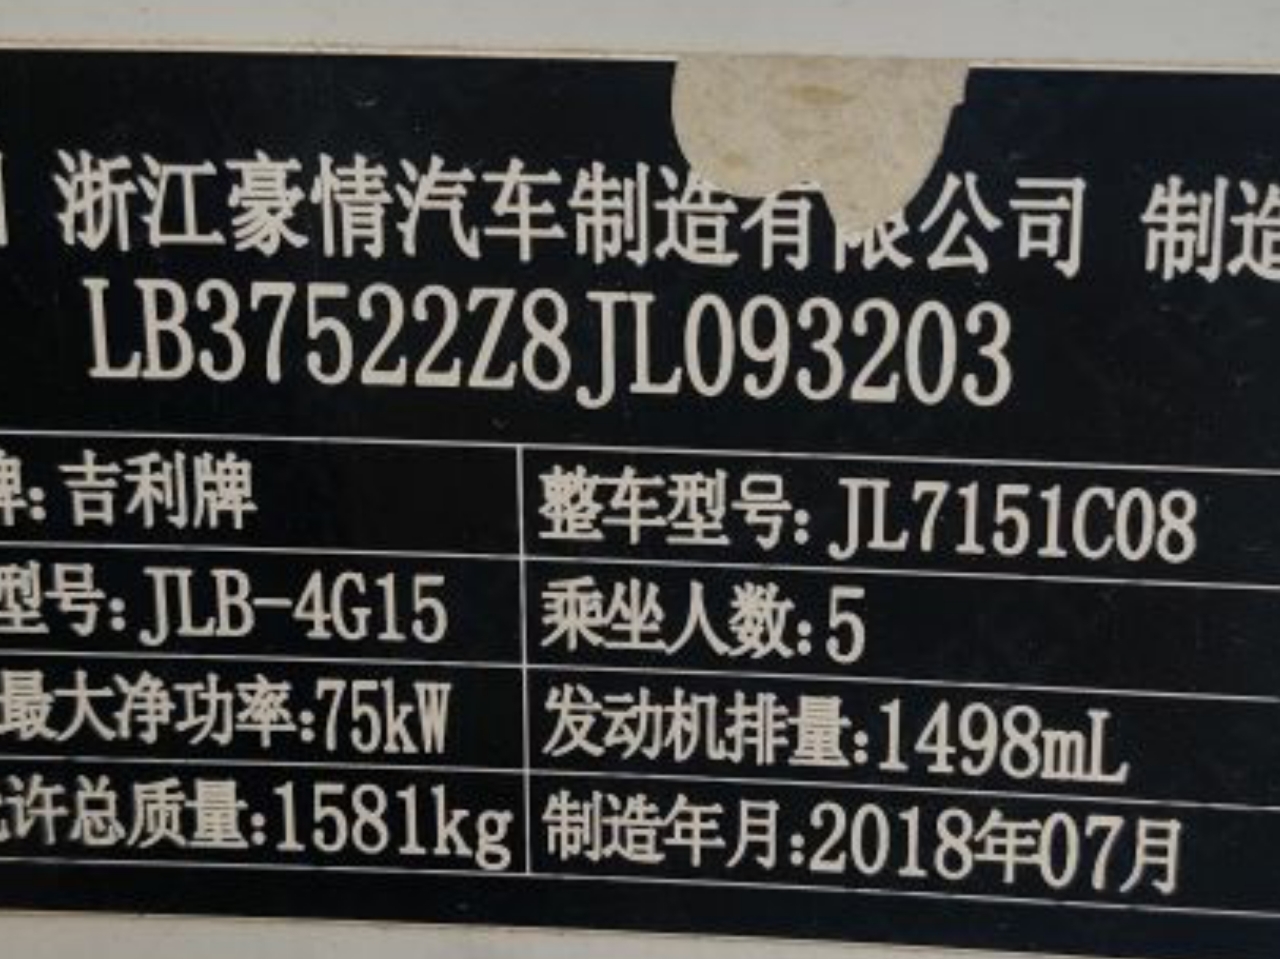 浙江豪情汽车制造有限公司 制造
LB37522Z8JL093203
牌:吉利牌 整车型号:JL7151C08
型号:JLB-4G15 乘坐人数:5
最大净功率:75kW 发动机排量:1498mL
许总质量:1581kg 制造年月:2018年07月